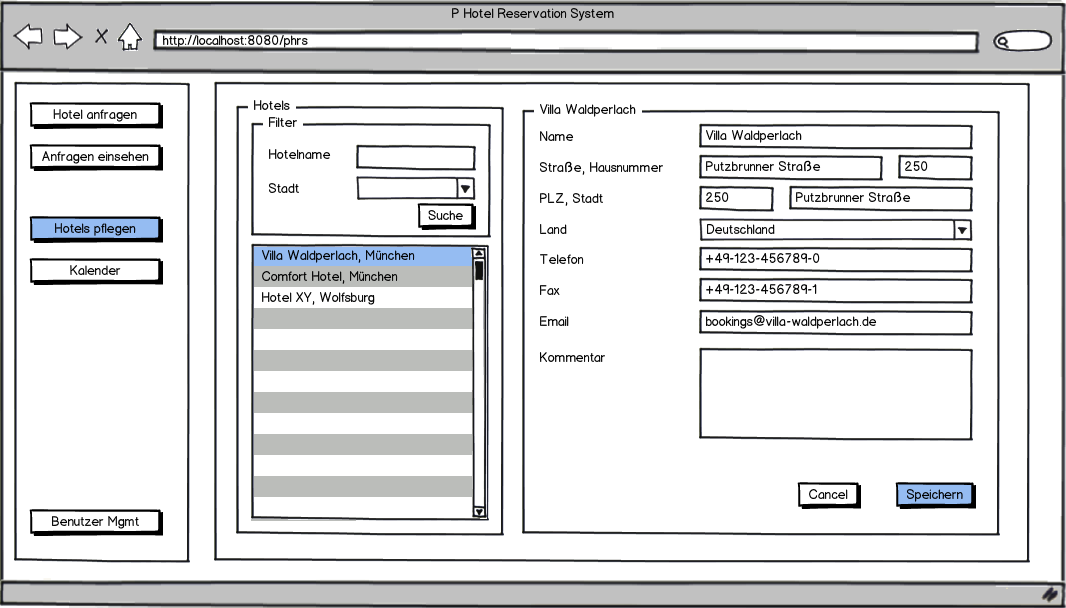 P Hotel Reservation System
http://localhost:8080/phrs
Hotel anfragen
Anfragen einsehen
Hotels pflegen
Kalender
Benutzer Mgmt
Hotels
Filter
Hotelname
Stadt
Suche
Villa Waldperlach, München
Comfort Hotel, München
Hotel XY, Wolfsburg
Villa Waldperlach
Name Villa Waldperlach
Straße, Hausnummer Putzbrunner Straße 250
PLZ, Stadt 250 Putzbrunner Straße
Land Deutschland
Telefon +49-123-456789-0
Fax +49-123-456789-1
Email bookings@villa-waldperlach.de
Kommentar
Cancel Speichern